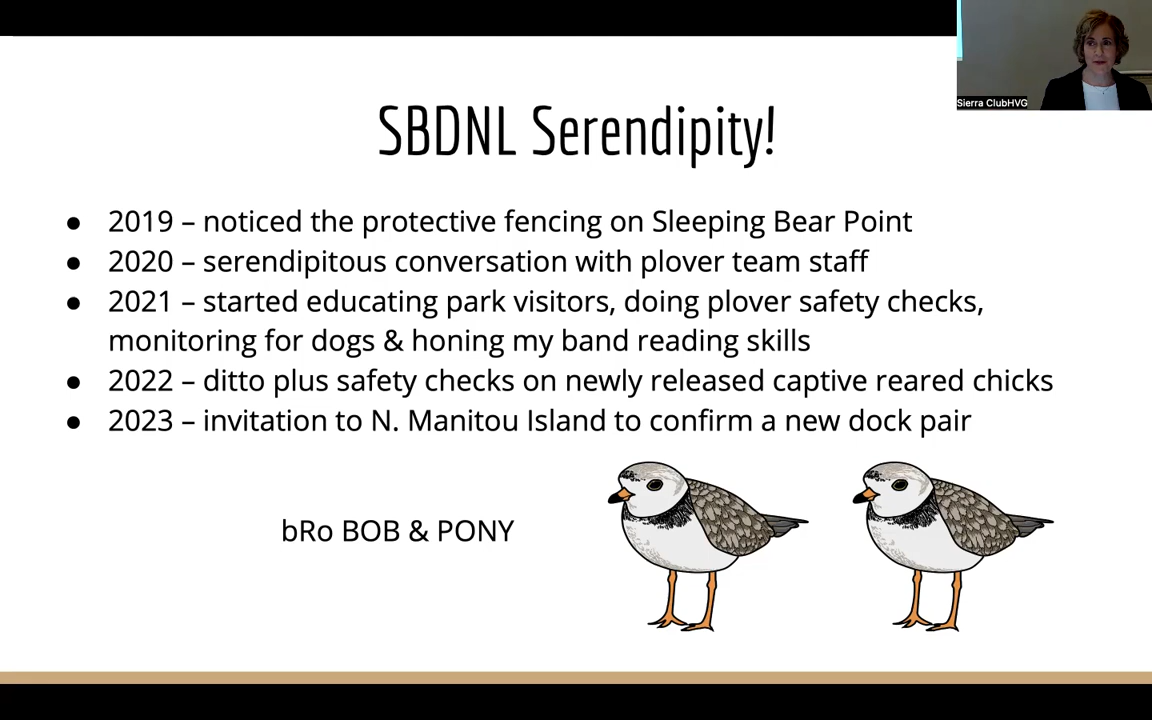 Sierra ClubHVG
SBDNL Serendipity!
● 2019 – noticed the protective fencing on Sleeping Bear Point
● 2020 – serendipitous conversation with plover team staff
● 2021 – started educating park visitors, doing plover safety checks,
monitoring for dogs & honing my band reading skills
● 2022 – ditto plus safety checks on newly released captive reared chicks
● 2023 – invitation to N. Manitou Island to confirm a new dock pair
bRo BOB & PONY